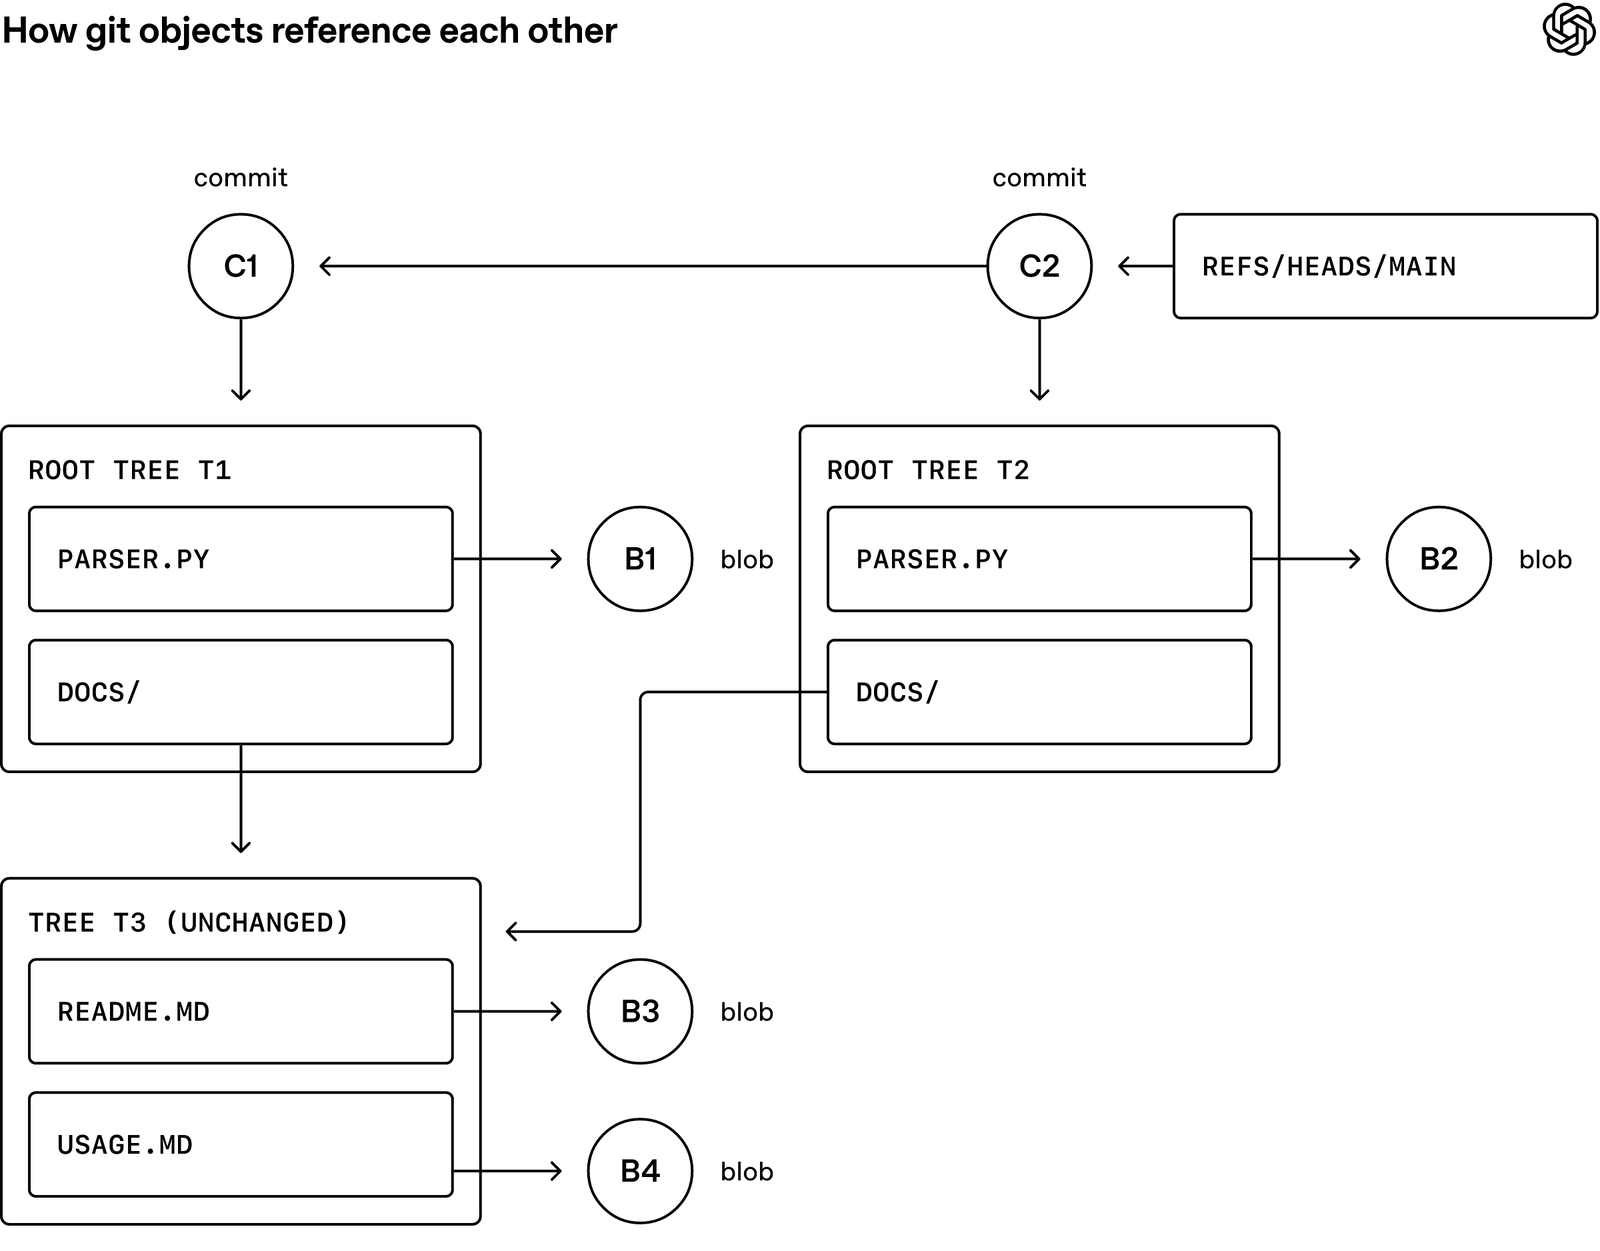 How git objects reference each other
commit
commit
C1
C2
REFS/HEADS/MAIN
ROOT TREE T1
ROOT TREE T2
PARSER.PY
B1
blob
PARSER.PY
B2
blob
DOCS/
DOCS/
TREE T3 (UNCHANGED)
README.MD
B3
blob
USAGE.MD
B4
blob